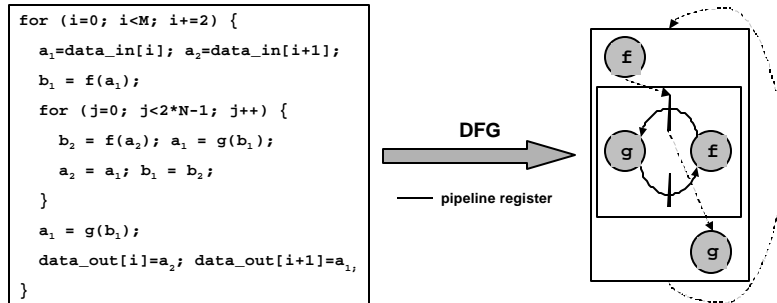 for (i=0; i<M; i+=2) {
a₁=data_in[i]; a₂=data_in[i+1];
b₁ = f(a₁);
for (j=0; j<2*N-1; j++) {
b₂ = f(a₂); a₁ = g(b₁);
a₂ = a₁; b₁ = b₂;
}
a₁ = g(b₁);
data_out[i]=a₂; data_out[i+1]=a₁;
}
DFG
pipeline register
f
g
f
g